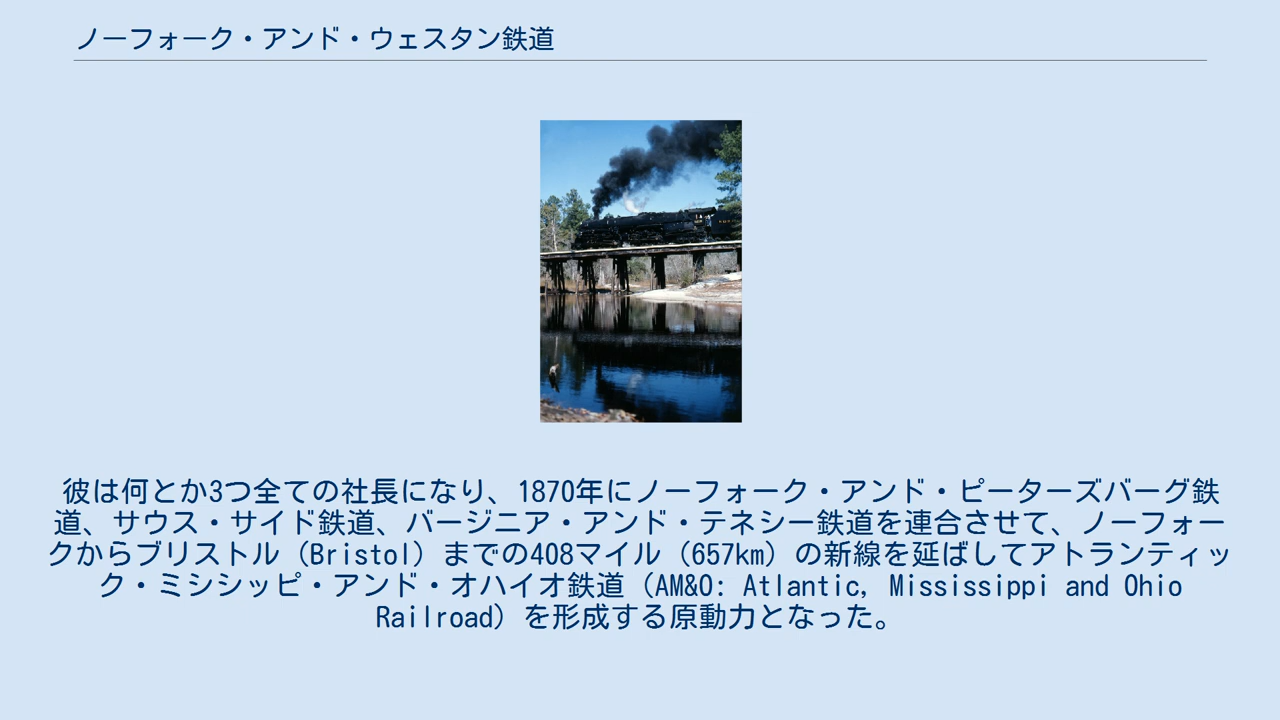 ノーフォーク・アンド・ウェスタン鉄道
彼は何とか3つ全ての社長になり、1870年にノーフォーク・アンド・ピーターズバーグ鉄
道、サウス・サイド鉄道、バージニア・アンド・テネシー鉄道を連合させて、ノーフォー
クからブリストル（Bristol）までの408マイル（657km）の新線を延ばしてアトランティッ
ク・ミシシッピ・アンド・オハイオ鉄道（AM&O: Atlantic, Mississippi and Ohio
Railroad）を形成する原動力となった。